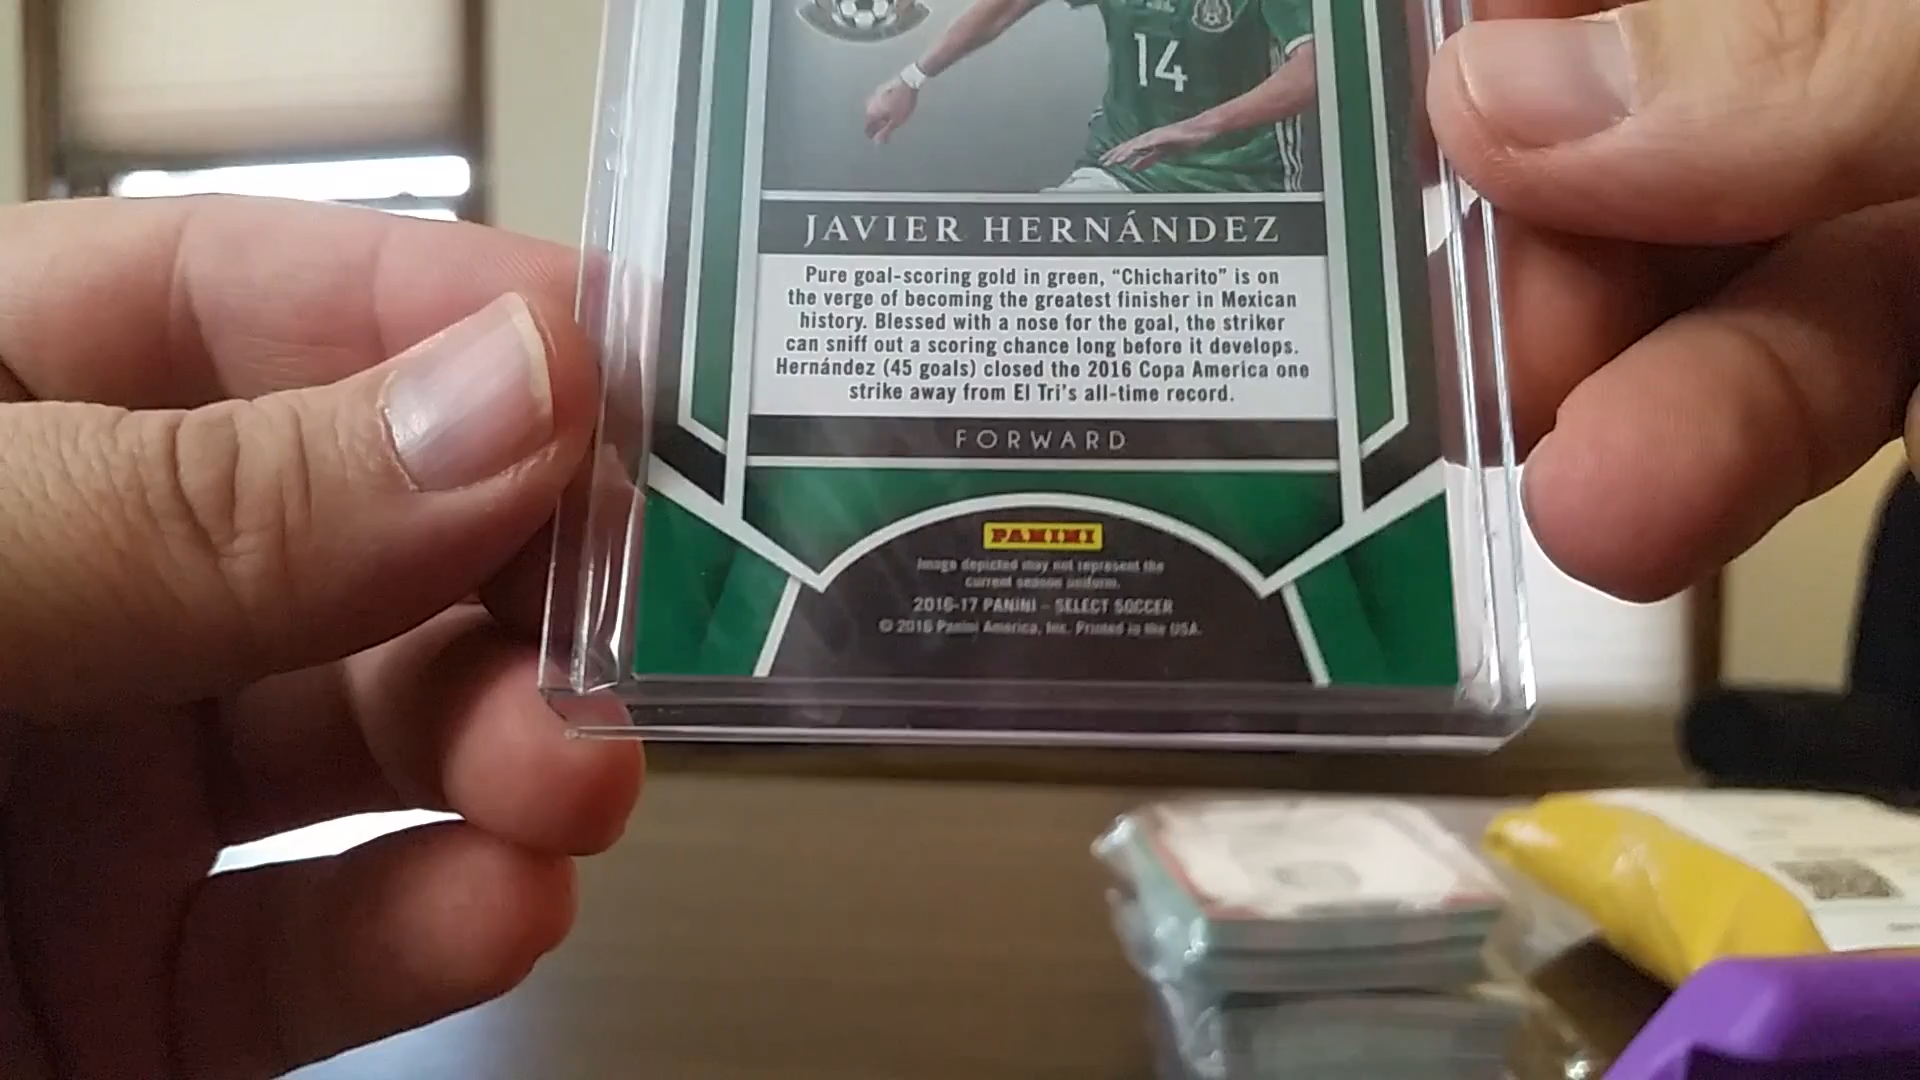 14
JAVIER HERNÁNDEZ
Pure goal-scoring gold in green, “Chicharito” is on
the verge of becoming the greatest finisher in Mexican
history. Blessed with a nose for the goal, the striker
can sniff out a scoring chance long before it develops.
Hernández (45 goals) closed the 2016 Copa America one
strike away from El Tri's all-time record.
FORWARD
PANINI
Image depicted may not represent the
current season uniform.
2016-17 PANINI - SELECT SOCCER
© 2016 Panini America, Inc. Printed in the USA.